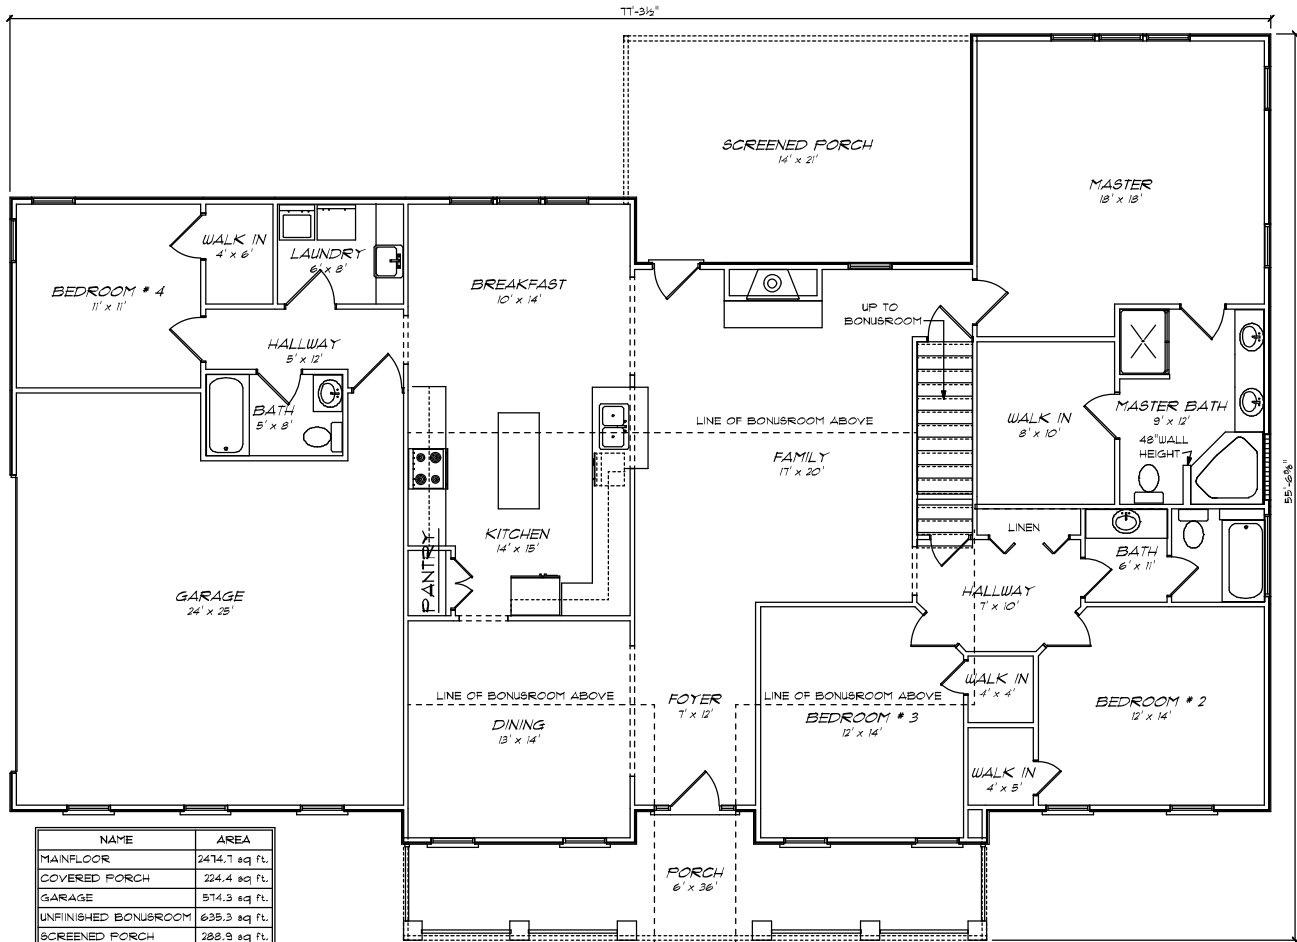 77'-3½"
SCREENED PORCH
14' x 21'
MASTER
18' x 18'
WALK IN
4' x 6'
LAUNDRY
6' x 8'
BEDROOM # 4
11' x 11'
BREAKFAST
10' x 14'
UP TO
BONUSROOM
HALLWAY
5' x 12'
BATH
5' x 8'
WALK IN
8' x 10'
MASTER BATH
9' x 12'
48"WALL
HEIGHT
LINE OF BONUSROOM ABOVE
FAMILY
17' x 20'
KITCHEN
14' x 15'
PANTRY
LINEN
BATH
6' x 11'
GARAGE
24' x 25'
HALLWAY
7' x 10'
WALK IN
4' x 4'
LINE OF BONUSROOM ABOVE
DINING
13' x 14'
FOYER
7' x 12'
LINE OF BONUSROOM ABOVE
BEDROOM # 3
12' x 14'
BEDROOM # 2
12' x 14'
WALK IN
4' x 5'
PORCH
6' x 36'
NAME AREA
MAINFLOOR 2474.7 sq ft.
COVERED PORCH 224.4 sq ft.
GARAGE 574.3 sq ft.
UNFIINISHED BONUSROOM 635.3 sq ft.
SCREENED PORCH 288.9 sq ft.